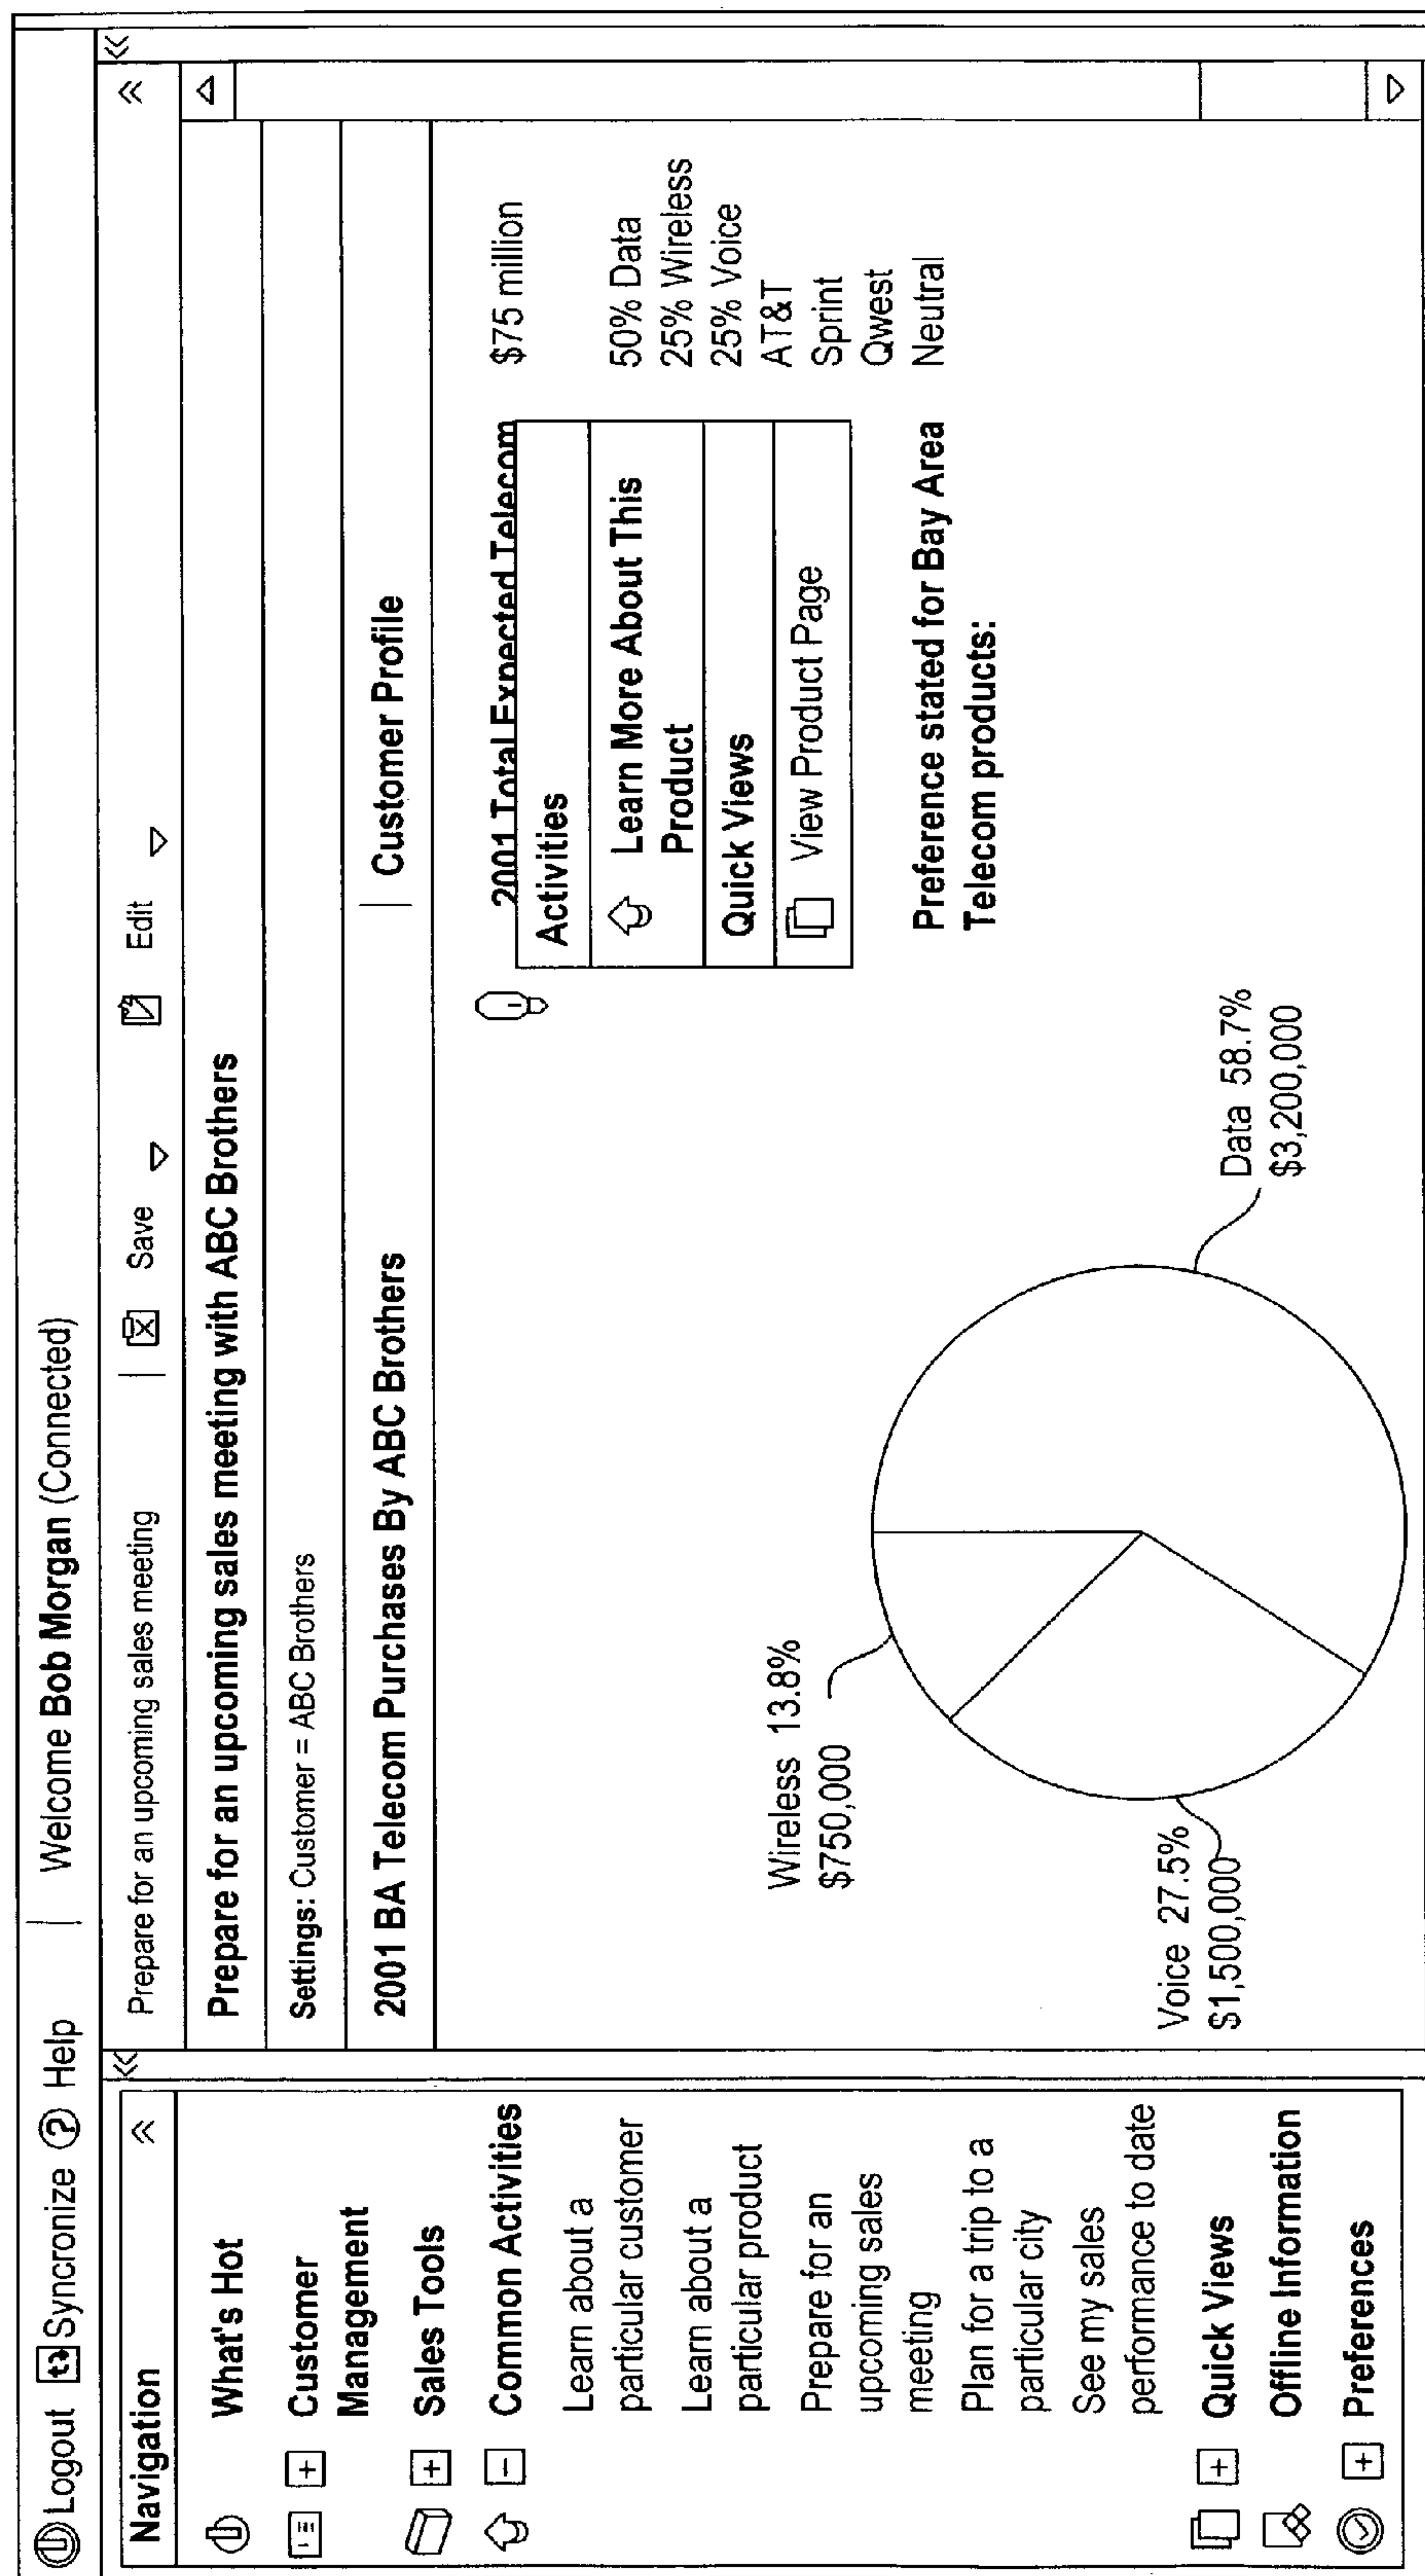 Logout Syncronize ? Help | Welcome Bob Morgan (Connected)
Navigation
What's Hot
Customer
Management
Sales Tools
Common Activities
Learn about a
particular customer
Learn about a
particular product
Prepare for an
upcoming sales
meeting
Plan for a trip to a
particular city
See my sales
performance to date
Quick Views
Offline Information
Preferences
Prepare for an upcoming sales meeting | Save Edit
Prepare for an upcoming sales meeting with ABC Brothers
Settings: Customer = ABC Brothers
2001 BA Telecom Purchases By ABC Brothers | Customer Profile
Wireless 13.8%
$750,000
Voice 27.5%
$1,500,000
Data 58.7%
$3,200,000
2001 Total Expected Telecom
$75 million
Activities
Learn More About This
Product
Quick Views
View Product Page
50% Data
25% Wireless
25% Voice
AT&T
Sprint
Qwest
Preference stated for Bay Area
Telecom products:
Neutral